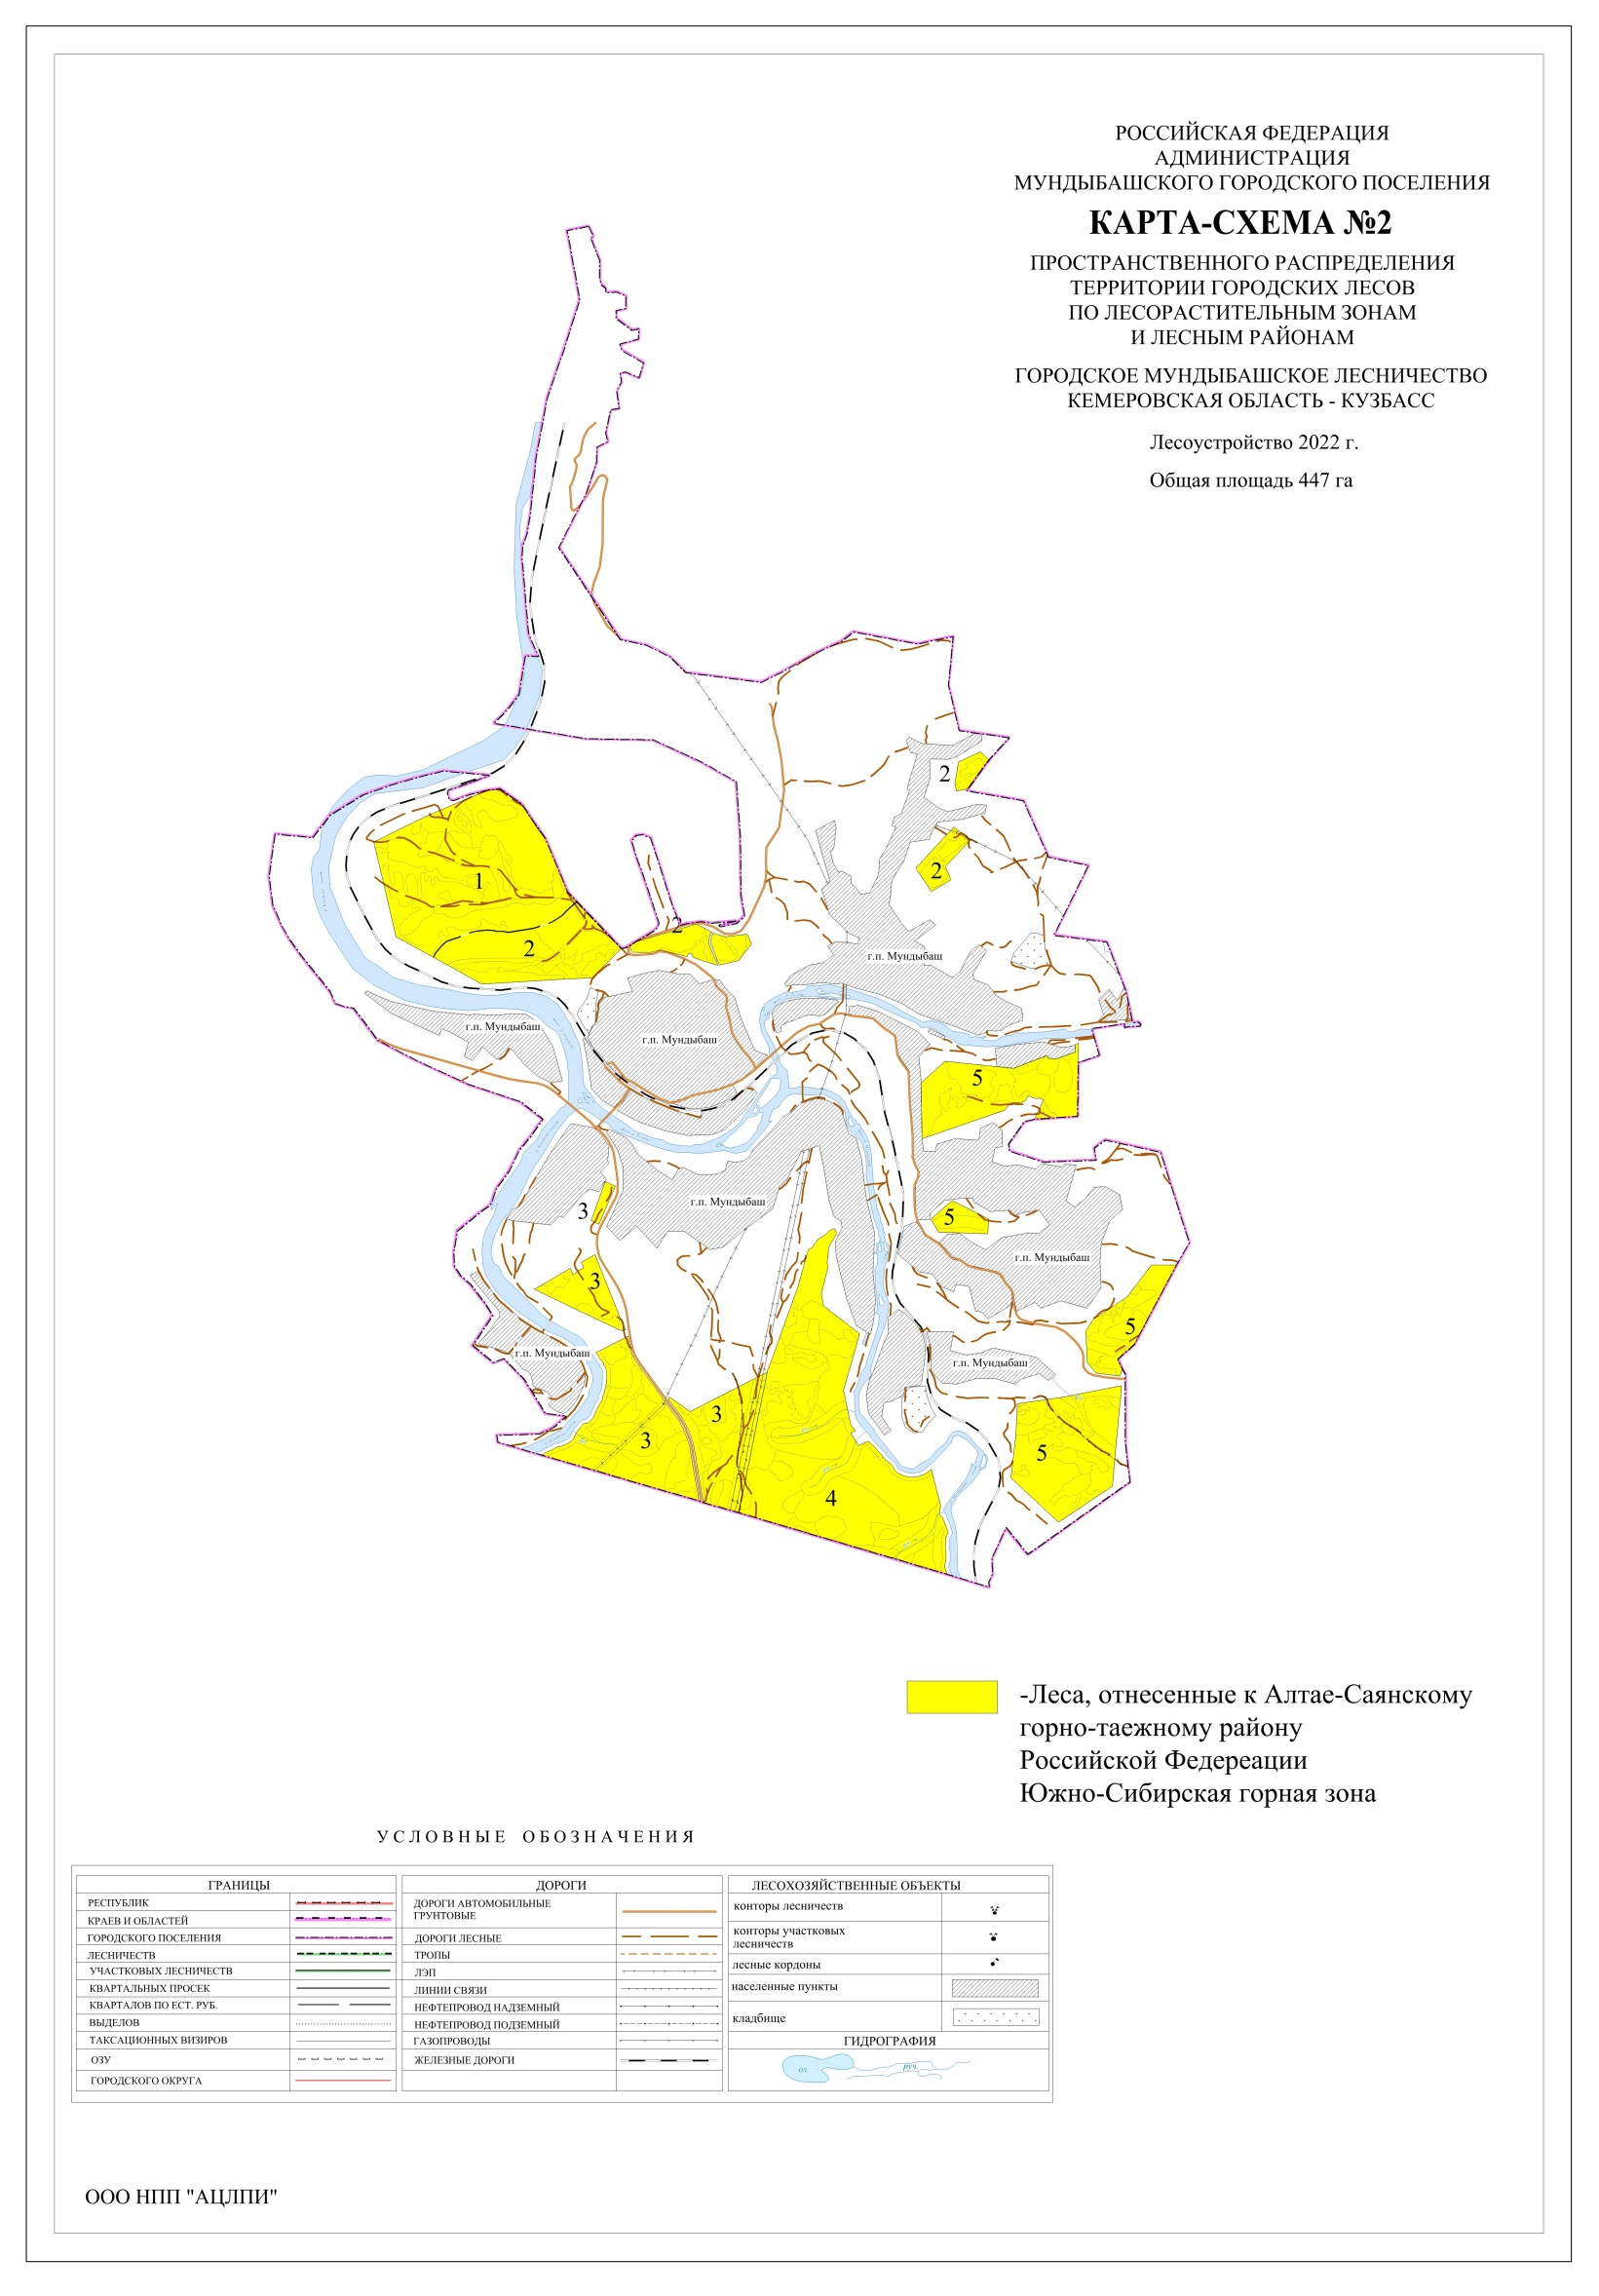 РОССИЙСКАЯ ФЕДЕРАЦИЯ
АДМИНИСТРАЦИЯ
МУНДЫБАШСКОГО ГОРОДСКОГО ПОСЕЛЕНИЯ
КАРТА-СХЕМА №2
ПРОСТРАНСТВЕННОГО РАСПРЕДЕЛЕНИЯ
ТЕРРИТОРИИ ГОРОДСКИХ ЛЕСОВ
ПО ЛЕСОРАСТИТЕЛЬНЫМ ЗОНАМ
И ЛЕСНЫМ РАЙОНАМ
ГОРОДСКОЕ МУНДЫБАШСКОЕ ЛЕСНИЧЕСТВО
КЕМЕРОВСКАЯ ОБЛАСТЬ - КУЗБАСС
Лесоустройство 2022 г.
Общая площадь 447 га
2
2
1
2
2
г.п. Мундыбаш
г.п. Мундыбаш
г.п. Мундыбаш
5
г.п. Мундыбаш
3
5
г.п. Мундыбаш
3
5
г.п. Мундыбаш
г.п. Мундыбаш
3
3
5
4
-Леса, отнесенные к Алтае-Саянскому
горно-таежному району
Российской Федереации
Южно-Сибирская горная зона
УСЛОВНЫЕ ОБОЗНАЧЕНИЯ
ГРАНИЦЫ
РЕСПУБЛИК
КРАЕВ И ОБЛАСТЕЙ
ГОРОДСКОГО ПОСЕЛЕНИЯ
ЛЕСНИЧЕСТВ
УЧАСТКОВЫХ ЛЕСНИЧЕСТВ
КВАРТАЛЬНЫХ ПРОСЕК
КВАРТАЛОВ ПО ЕСТ. РУБ.
ВЫДЕЛОВ
ТАКСАЦИОННЫХ ВИЗИРОВ
ОЗУ
ГОРОДСКОГО ОКРУГА
ДОРОГИ
ДОРОГИ АВТОМОБИЛЬНЫЕ
ГРУНТОВЫЕ
ДОРОГИ ЛЕСНЫЕ
ТРОПЫ
ЛЭП
ЛИНИИ СВЯЗИ
НЕФТЕПРОВОД НАДЗЕМНЫЙ
НЕФТЕПРОВОД ПОДЗЕМНЫЙ
ГАЗОПРОВОДЫ
ЖЕЛЕЗНЫЕ ДОРОГИ
ЛЕСОХОЗЯЙСТВЕННЫЕ ОБЪЕКТЫ
конторы лесничеств
конторы участковых
лесничеств
лесные кордоны
населенные пункты
кладбище
ГИДРОГРАФИЯ
оз.
руч.
ООО НПП "АЦЛПИ"